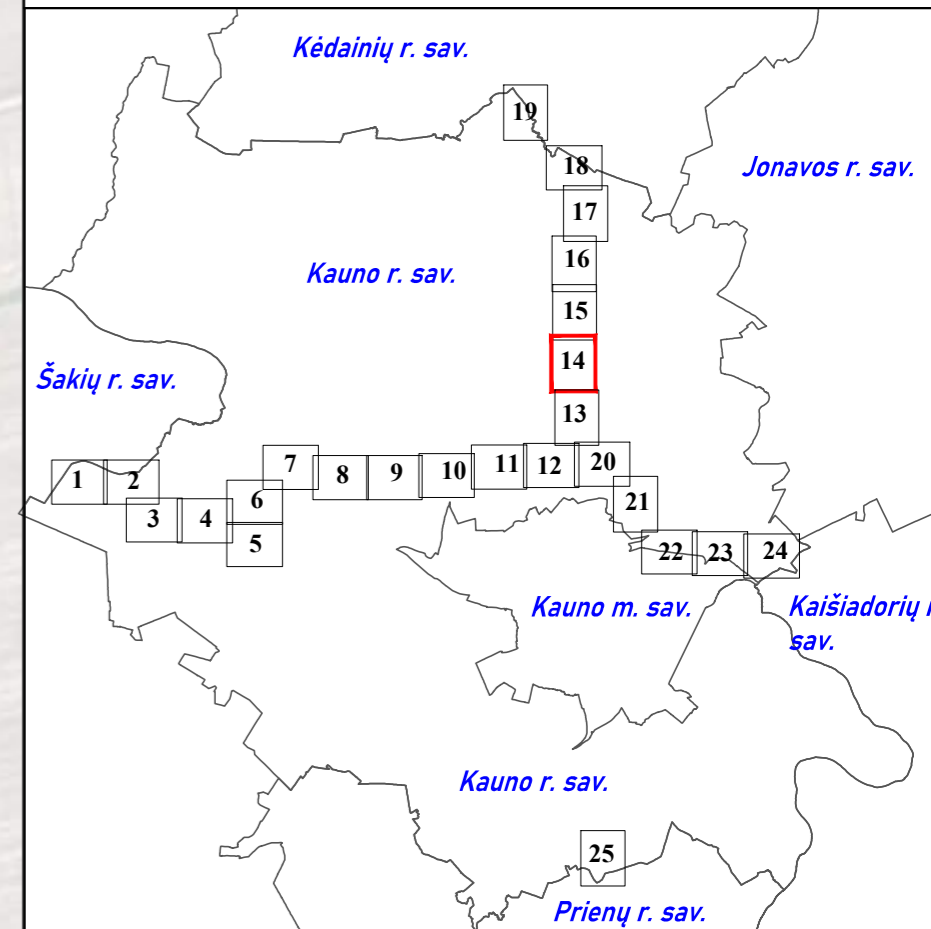 Kėdainių r. sav.
19
18
Jonavos r. sav.
17
16
Kauno r. sav.
15
14
Šakių r. sav.
13
7
8
9
10
11
12
20
1
2
6
21
3
4
5
22
23
24
Kauno m. sav.
Kaišiadorių
sav.
Kauno r. sav.
25
Prienų r. sav.